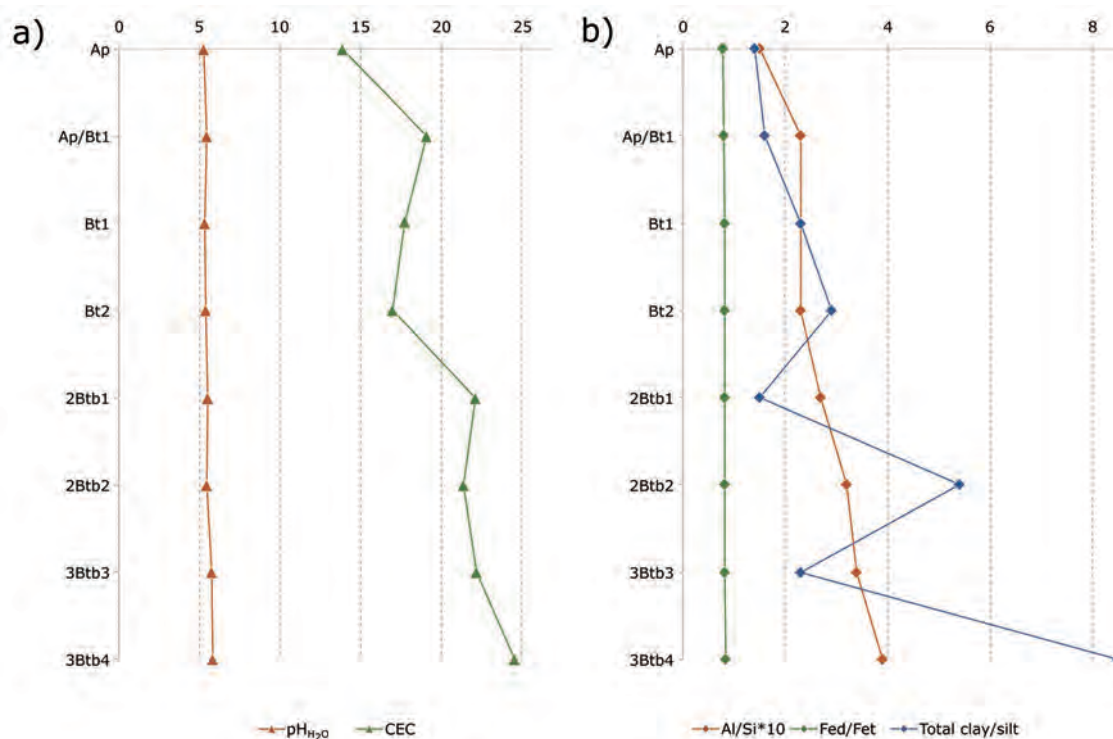 a)
0 5 10 15 20 25
Ap
Ap/Bt1
Bt1
Bt2
2Btb1
2Btb2
3Btb3
3Btb4
pHH₂O CEC
b)
0 2 4 6 8
Ap
Ap/Bt1
Bt1
Bt2
2Btb1
2Btb2
3Btb3
3Btb4
Al/Si*10 Fed/Fet Total clay/silt